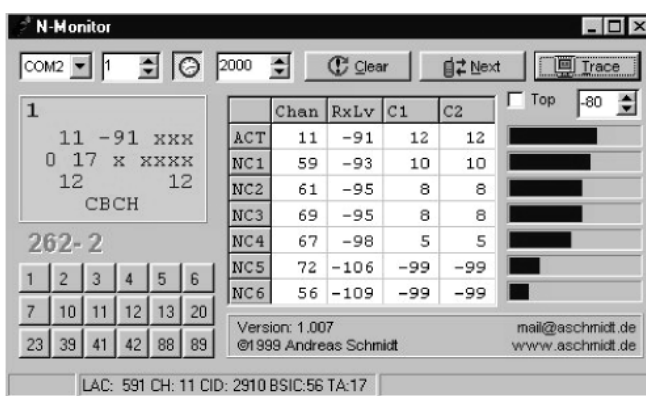 N-Monitor
COM2 1 2000 Clear Next Trace
Top -80
1
11 -91 xxx
0 17 x xxxx
12 12
CBCH
262- 2
1 2 3 4 5 6
7 10 11 12 13 20
23 39 41 42 88 89
Chan RxLv C1 C2
ACT 11 -91 12 12
NC1 59 -93 10 10
NC2 61 -95 8 8
NC3 69 -95 8 8
NC4 67 -98 5 5
NC5 72 -106 -99 -99
NC6 56 -109 -99 -99
Version: 1.007 mail@aschmidt.de
©1999 Andreas Schmidt www.aschmidt.de
LAC: 591 CH: 11 CID: 2910 BSIC:56 TA:17